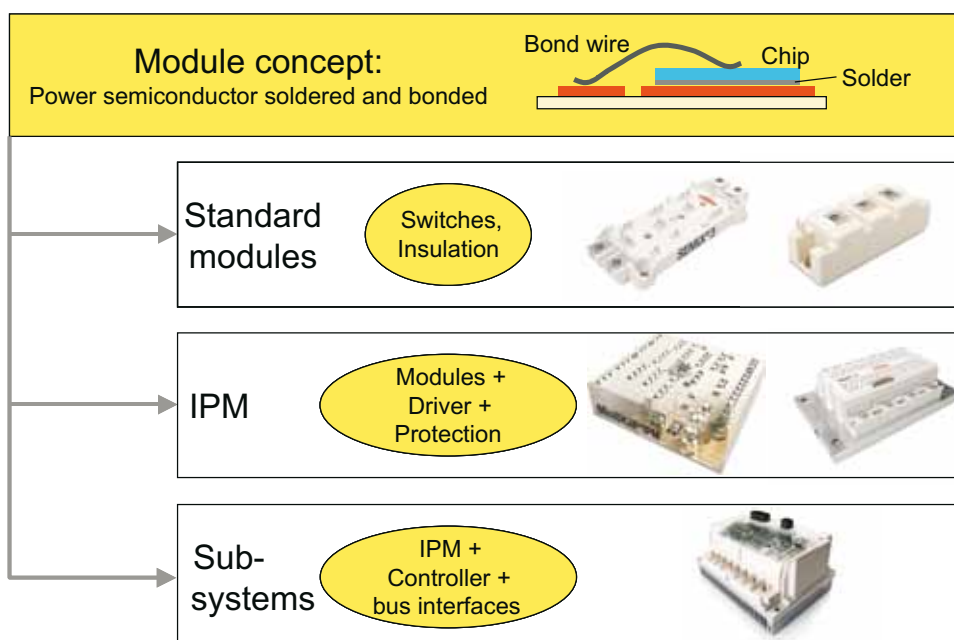 Module concept:
Power semiconductor soldered and bonded
Bond wire
Chip
Solder
Standard
modules
Switches,
Insulation
IPM
Modules +
Driver +
Protection
Sub-
systems
IPM +
Controller +
bus interfaces